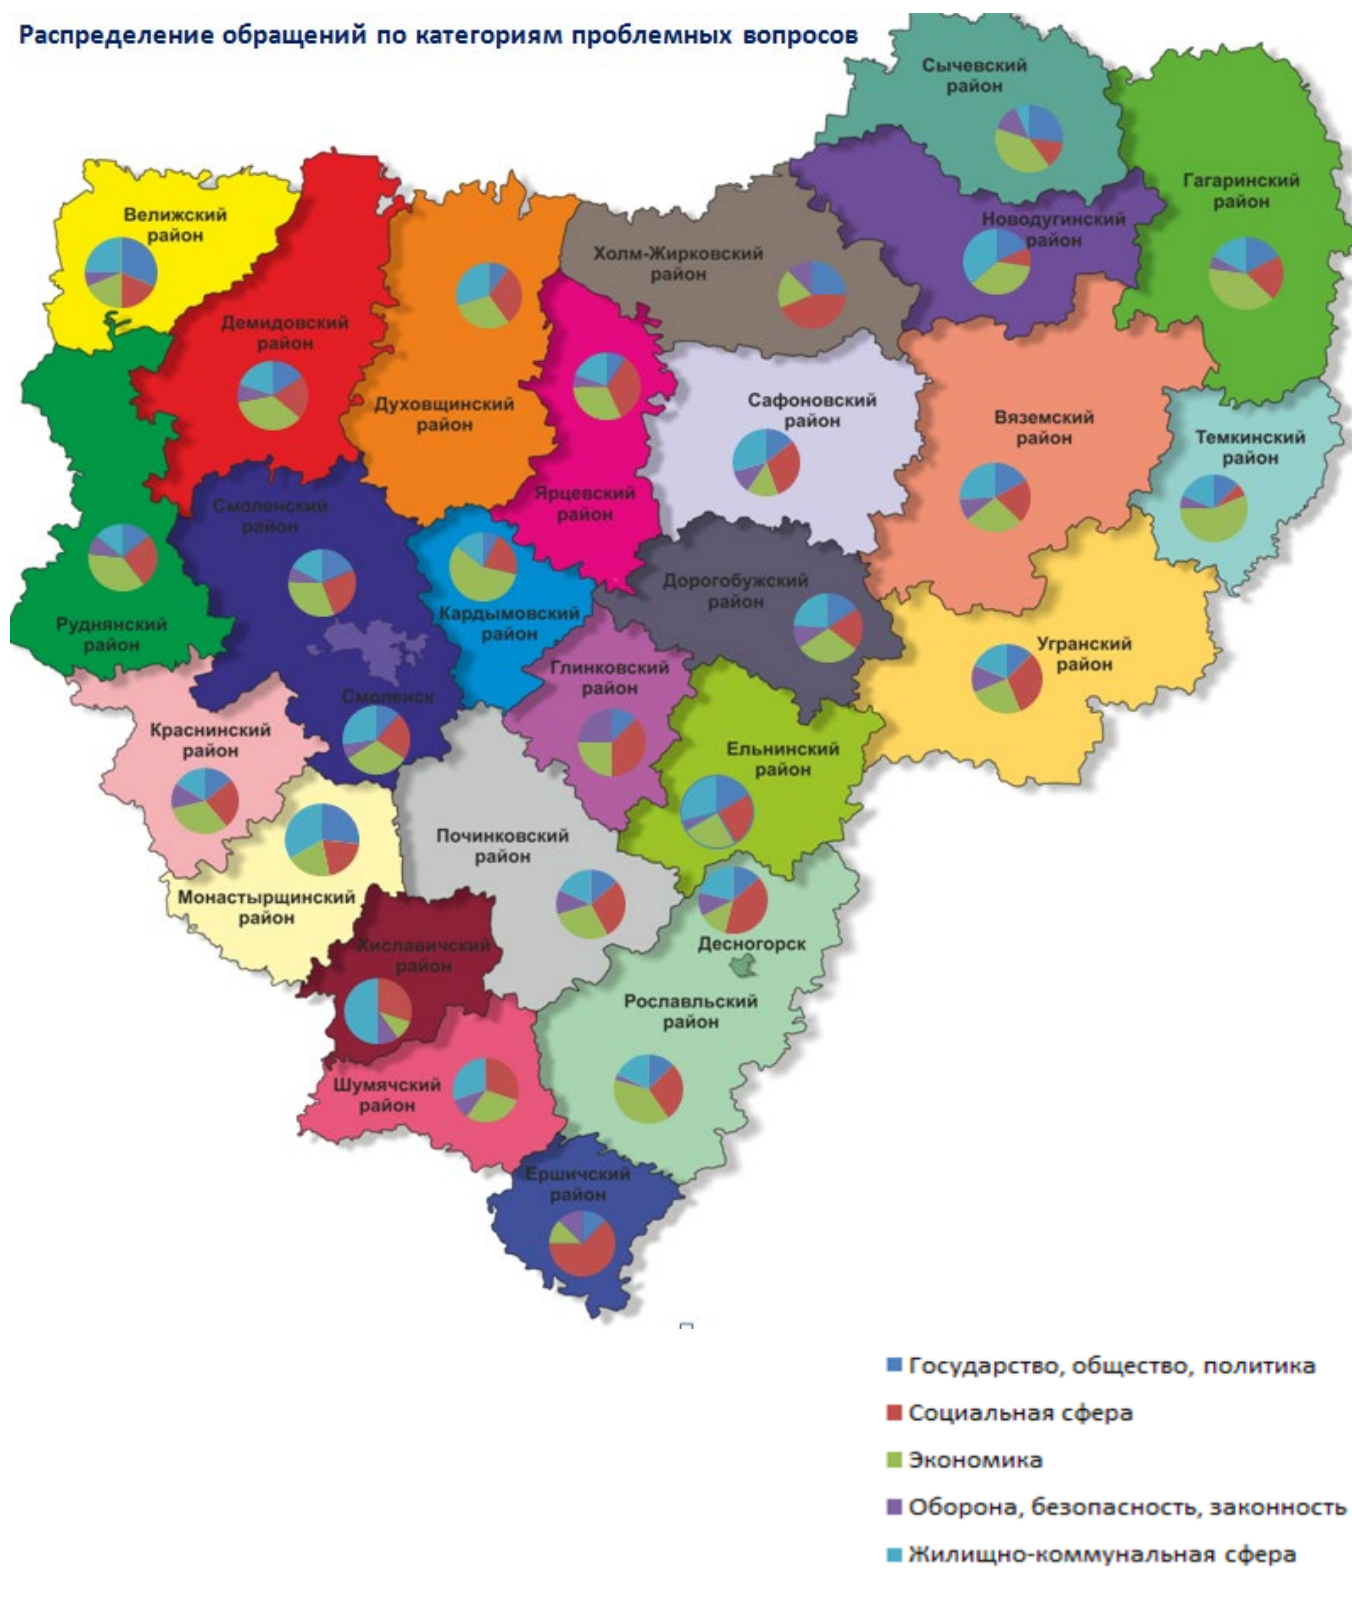 Распределение обращений по категориям проблемных вопросов
Сычевский
район
Гагаринский
район
Велижский
район
Новодугинский
район
Холм-Жирковский
район
Демидовский
район
Духовщинский
район
Сафоновский
район
Вяземский
район
Темкинский
район
Ярцевский
район
Смоленский
район
Дорогобужский
район
Кардымовский
район
Руднянский
район
Угранский
район
Глинковский
район
Смоленск
Краснинский
район
Ельнинский
район
Починковский
район
Монастырщинский
район
Хиславичский
район
Десногорск
Рославльский
район
Шумячский
район
Ершичский
район
Государство, общество, политика
Социальная сфера
Экономика
Оборона, безопасность, законность
Жилищно-коммунальная сфера